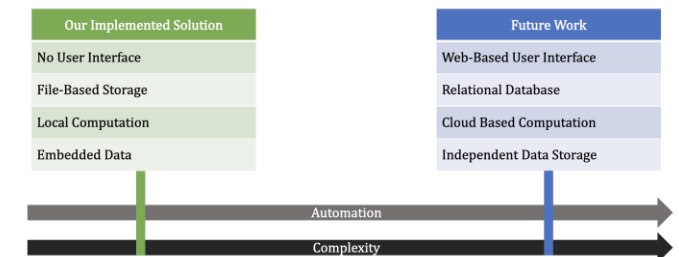 Our Implemented Solution
No User Interface
File-Based Storage
Local Computation
Embedded Data
Future Work
Web-Based User Interface
Relational Database
Cloud Based Computation
Independent Data Storage
Automation
Complexity